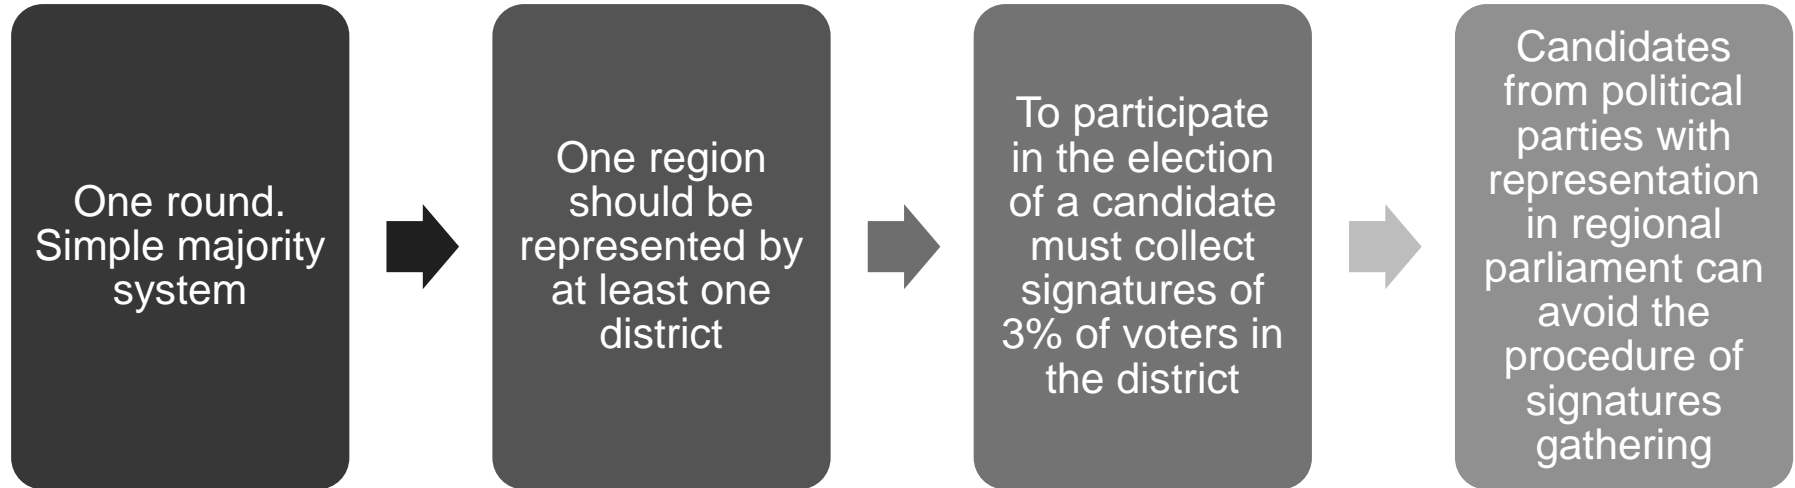 One round.
Simple majority
system
One region
should be
represented by
at least one
district
To participate
in the election
of a candidate
must collect
signatures of
3% of voters in
the district
Candidates
from political
parties with
representation
in regional
parliament can
avoid the
procedure of
signatures
gathering